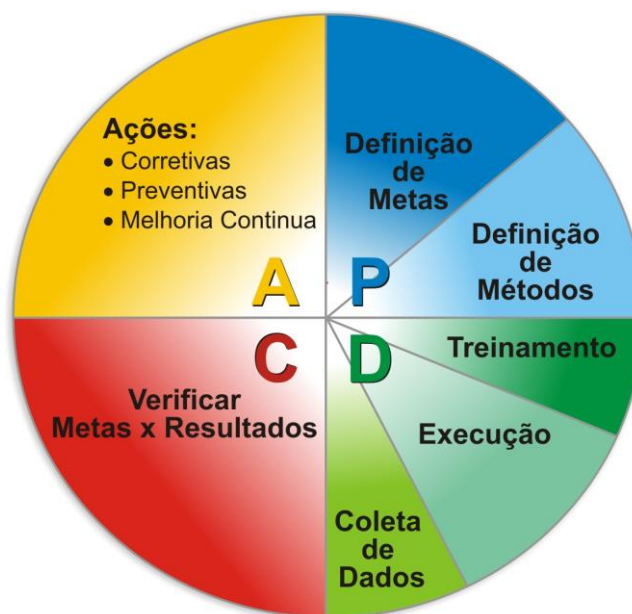 Ações:
• Corretivas
• Preventivas
• Melhoria Continua
A
Definição
de
Metas
P
Definição
de
Métodos
Treinamento
D
Execução
Coleta
de
Dados
C
Verificar
Metas x Resultados